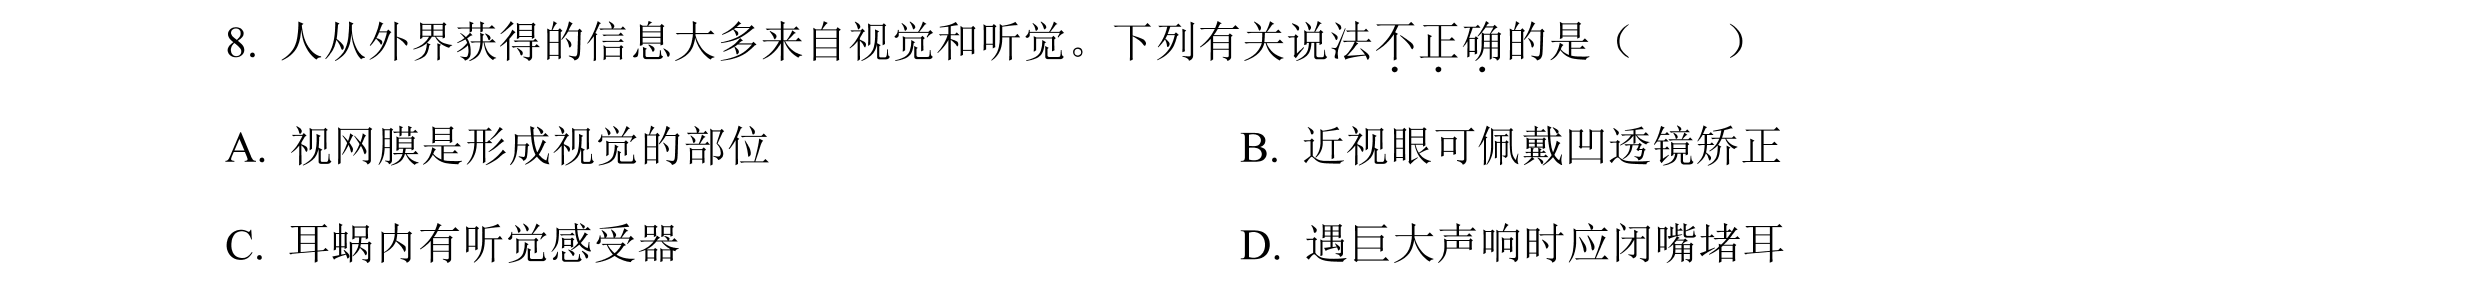 8. 人从外界获得的信息大多来自视觉和听觉。下列有关说法不正确的是（　　）
A. 视网膜是形成视觉的部位　B. 近视眼可佩戴凹透镜矫正
C. 耳蜗内有听觉感受器　D. 遇巨大声响时应闭嘴堵耳